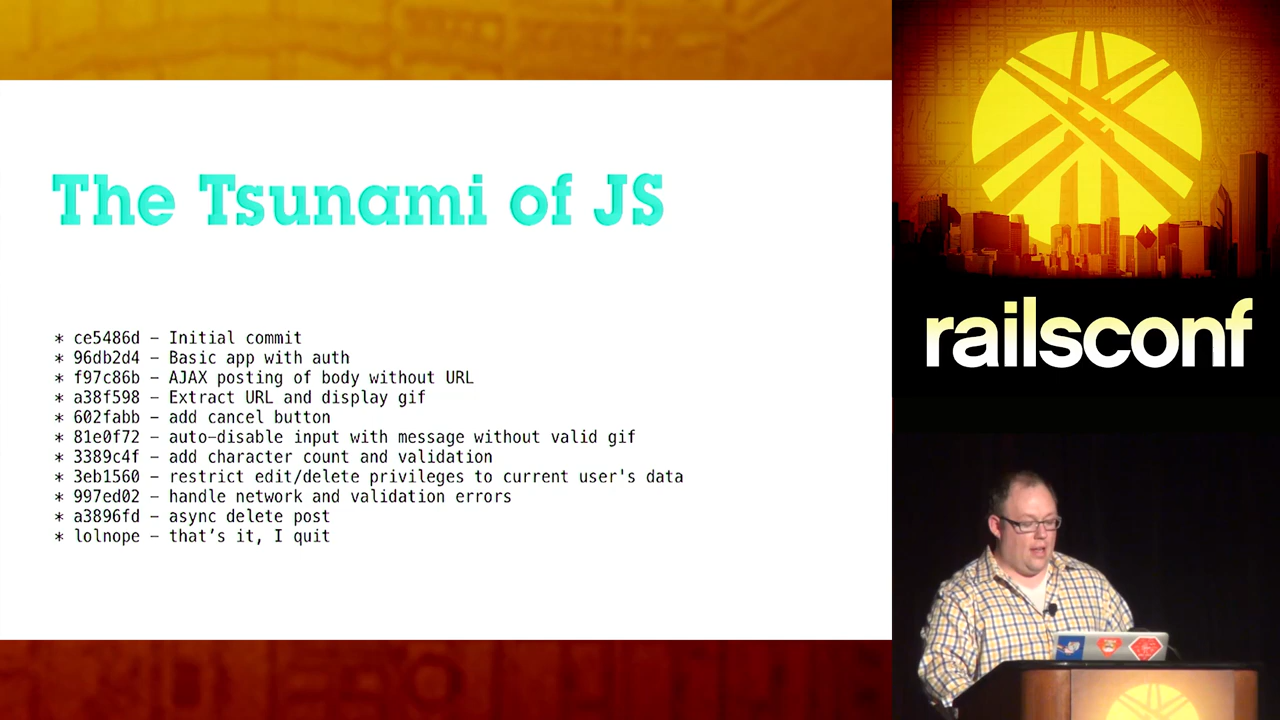 The Tsunami of JS
* ce5486d – Initial commit
* 96db2d4 – Basic app with auth
* f97c86b – AJAX posting of body without URL
* a38f598 – Extract URL and display gif
* 602fabb – add cancel button
* 81e0f72 – auto-disable input with message without valid gif
* 3389c4f – add character count and validation
* 3eb1560 – restrict edit/delete privileges to current user's data
* 997ed02 – handle network and validation errors
* a3896fd – async delete post
* lolnope – that’s it, I quit
railsconf